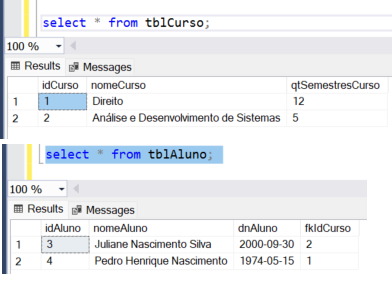 select * from tblCurso;
100 %
Results Messages
idCurso nomeCurso qtSemestresCurso
1 1 Direito 12
2 2 Análise e Desenvolvimento de Sistemas 5
select * from tblAluno;
100 %
Results Messages
idAluno nomeAluno dnAluno fkIdCurso
1 3 Juliane Nascimento Silva 2000-09-30 2
2 4 Pedro Henrique Nascimento 1974-05-15 1